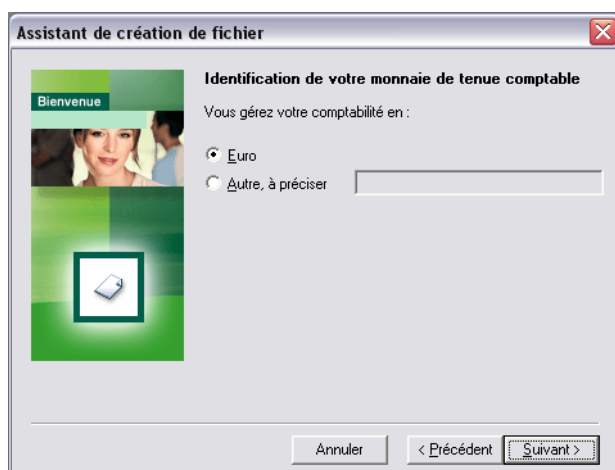 Assistant de création de fichier
Bienvenue
Identification de votre monnaie de tenue comptable
Vous gérez votre comptabilité en :
Euro
Autre, à préciser
Annuler
< Précédent
Suivant >